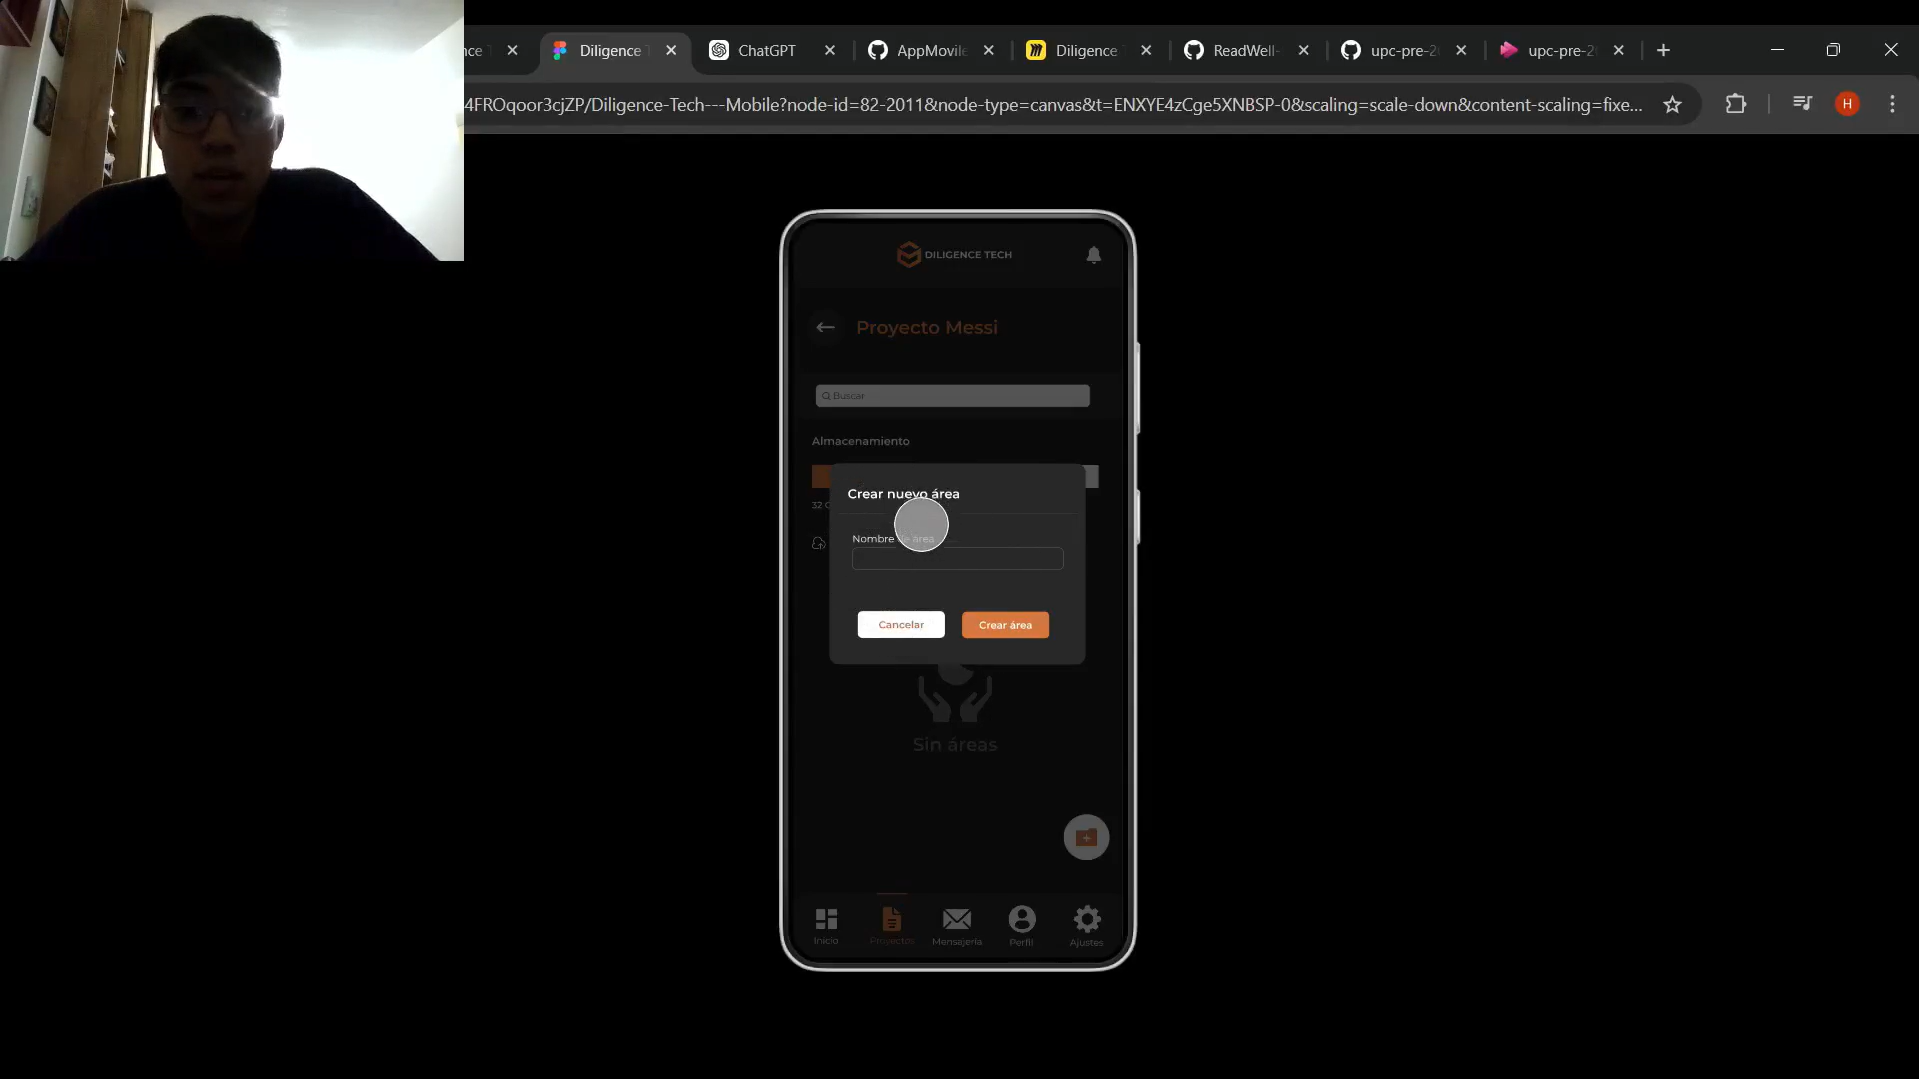 nce T
Diligence T
ChatGPT
AppMovile
Diligence T
ReadWell-
upc-pre-2
upc-pre-2
4FROqoor3cjZP/Diligence-Tech---Mobile?node-id=82-2011&node-type=canvas&t=ENXYE4zCge5XNBSP-0&scaling=scale-down&content-scaling=fixe...
H
DILIGENCE TECH
Proyecto Messi
Buscar
Almacenamiento
32 G
Crear nuevo área
Nombre de área
Cancelar
Crear área
Sin áreas
Inicio
Proyectos
Mensajería
Perfil
Ajustes